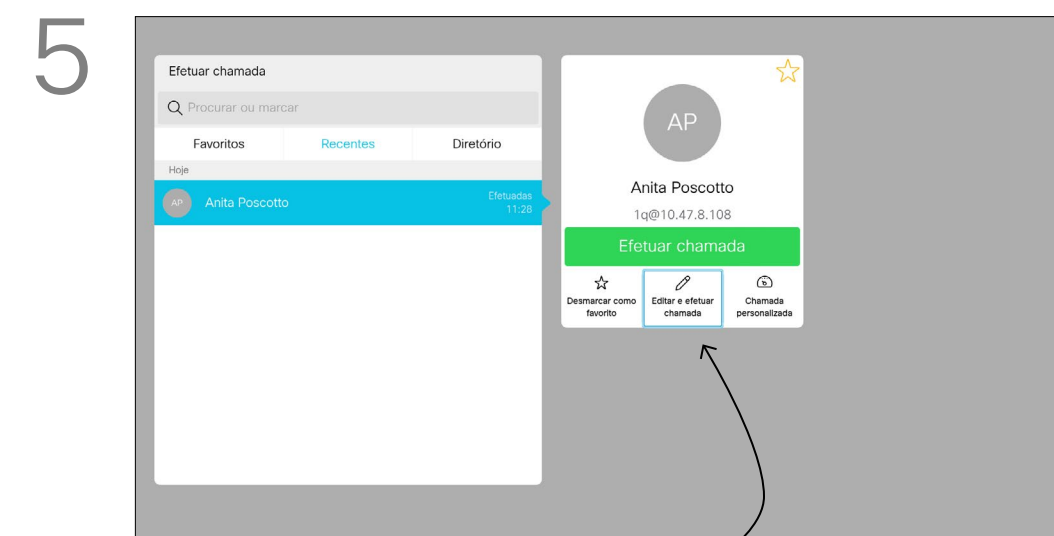 5
Efetuar chamada
Procurar ou marcar
Favoritos Recentes Diretório
Hoje
AP Anita Poscotto Efetuadas
11:28
AP
Anita Poscotto
1q@10.47.8.108
Efetuar chamada
Desmarcar como
favorito
Editar e efetuar
chamada
Chamada
personalizada